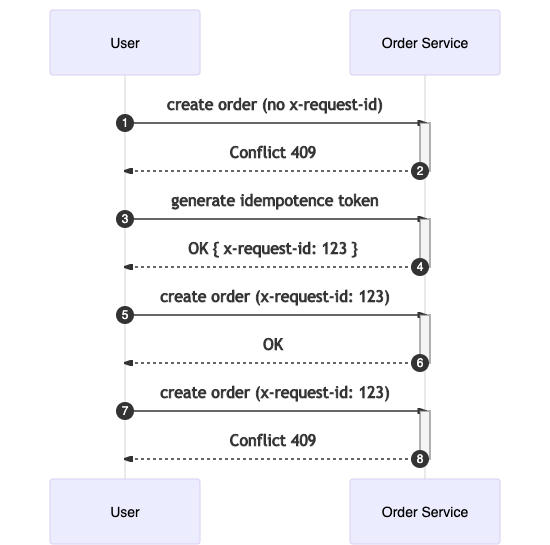 User
Order Service
create order (no x-request-id)
1
Conflict 409
2
generate idempotence token
3
OK { x-request-id: 123 }
4
create order (x-request-id: 123)
5
OK
6
create order (x-request-id: 123)
7
Conflict 409
8
User
Order Service